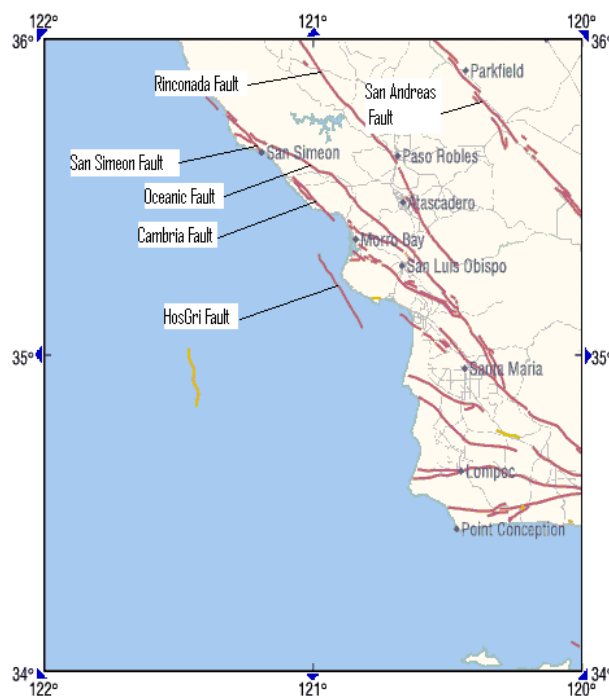 122° 121° 120°
36° 36°
Rinconada Fault
Parkfield
San Andreas
Fault
San Simeon Fault
San Simeon
Paso Robles
Oceanic Fault
Atascadero
Cambria Fault
Morro Bay
San Luis Obispo
HosGri Fault
35° 35°
Santa Maria
Lompoc
Point Conception
34° 34°
122° 121° 120°